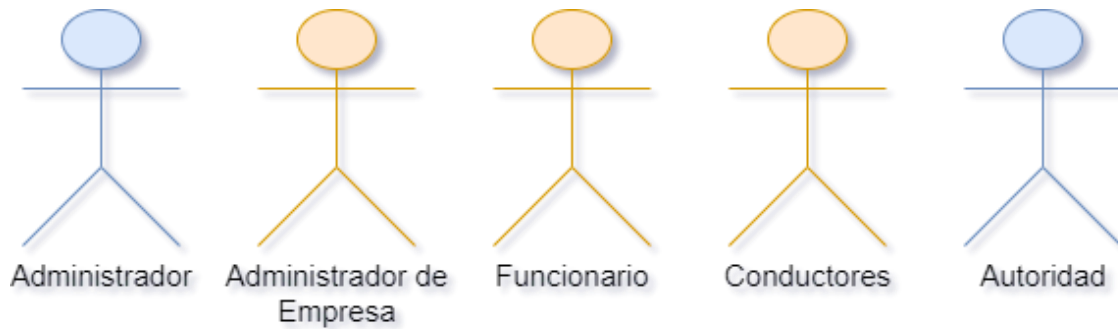 Administrador
Administrador de
Empresa
Funcionario
Conductores
Autoridad